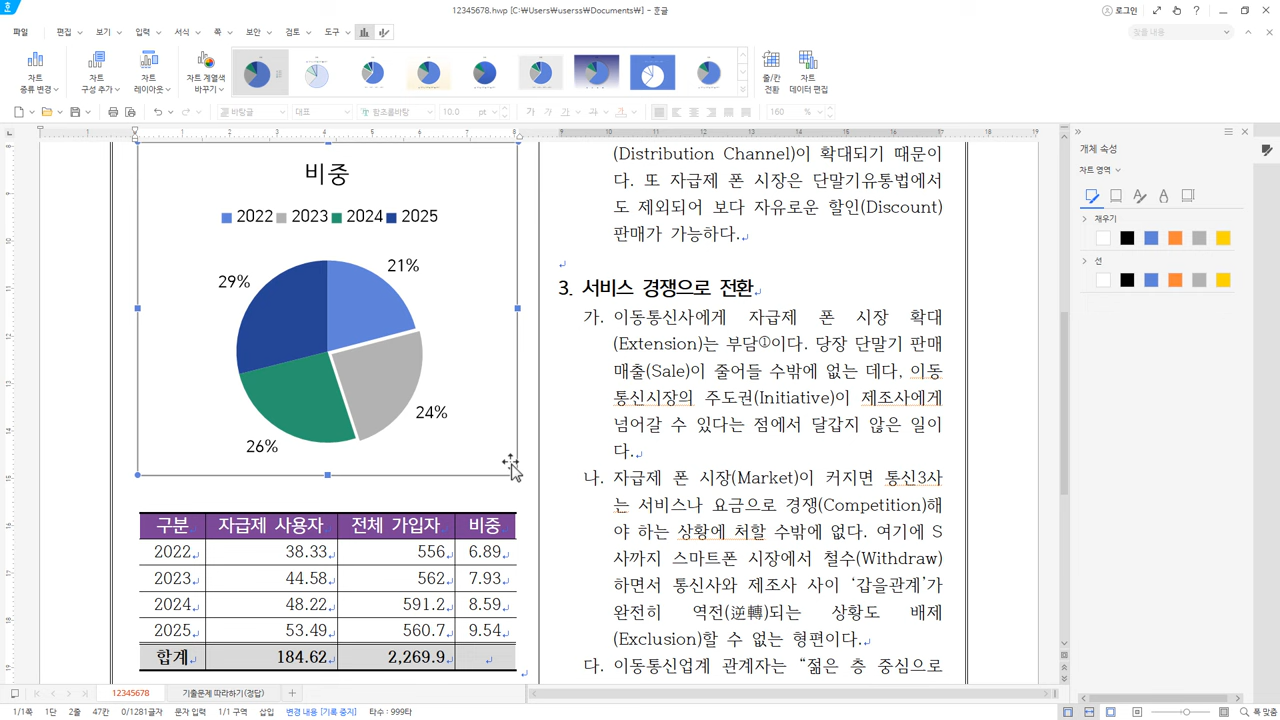 12345678.hwp [C:₩Users₩userss₩Documents₩] - 한글
로그인
파일 편집 보기 입력 서식 쪽 보안 검토 도구
찾을 내용
차트 종류 변경
차트 구성 추가
차트 레이아웃
차트 계열색 바꾸기
줄/칸 전환
차트 데이터 편집
바탕글 대표 함초롬바탕 10.0 pt 160 %
비중
2022 2023 2024 2025
29% 21%
24%
26%
구분 자급제 사용자 전체 가입자 비중
2022 38.33 556 6.89
2023 44.58 562 7.93
2024 48.22 591.2 8.59
2025 53.49 560.7 9.54
합계 184.62 2,269.9
(Distribution Channel)이 확대되기 때문이
다. 또 자급제 폰 시장은 단말기유통법에서
도 제외되어 보다 자유로운 할인(Discount)
판매가 가능하다.
3. 서비스 경쟁으로 전환
가. 이동통신사에게 자급제 폰 시장 확대
(Extension)는 부담①이다. 당장 단말기 판매
매출(Sale)이 줄어들 수밖에 없는 데다, 이동
통신시장의 주도권(Initiative)이 제조사에게
넘어갈 수 있다는 점에서 달갑지 않은 일이
다.
나. 자급제 폰 시장(Market)이 커지면 통신3사
는 서비스나 요금으로 경쟁(Competition)해
야 하는 상황에 처할 수밖에 없다. 여기에 S
사까지 스마트폰 시장에서 철수(Withdraw)
하면서 통신사와 제조사 사이 ‘갑을관계’가
완전히 역전(逆轉)되는 상황도 배제
(Exclusion)할 수 없는 형편이다.
다. 이동통신업계 관계자는 “젊은 층 중심으로
개체 속성
차트 영역
채우기
선
12345678 기출문제 따라하기(정답)
1/1쪽 1단 2줄 47칸 0/1281글자 문자 입력 1/1 구역 삽입 변경 내용 [기록 중지] 타수 : 999타
폭 맞춤